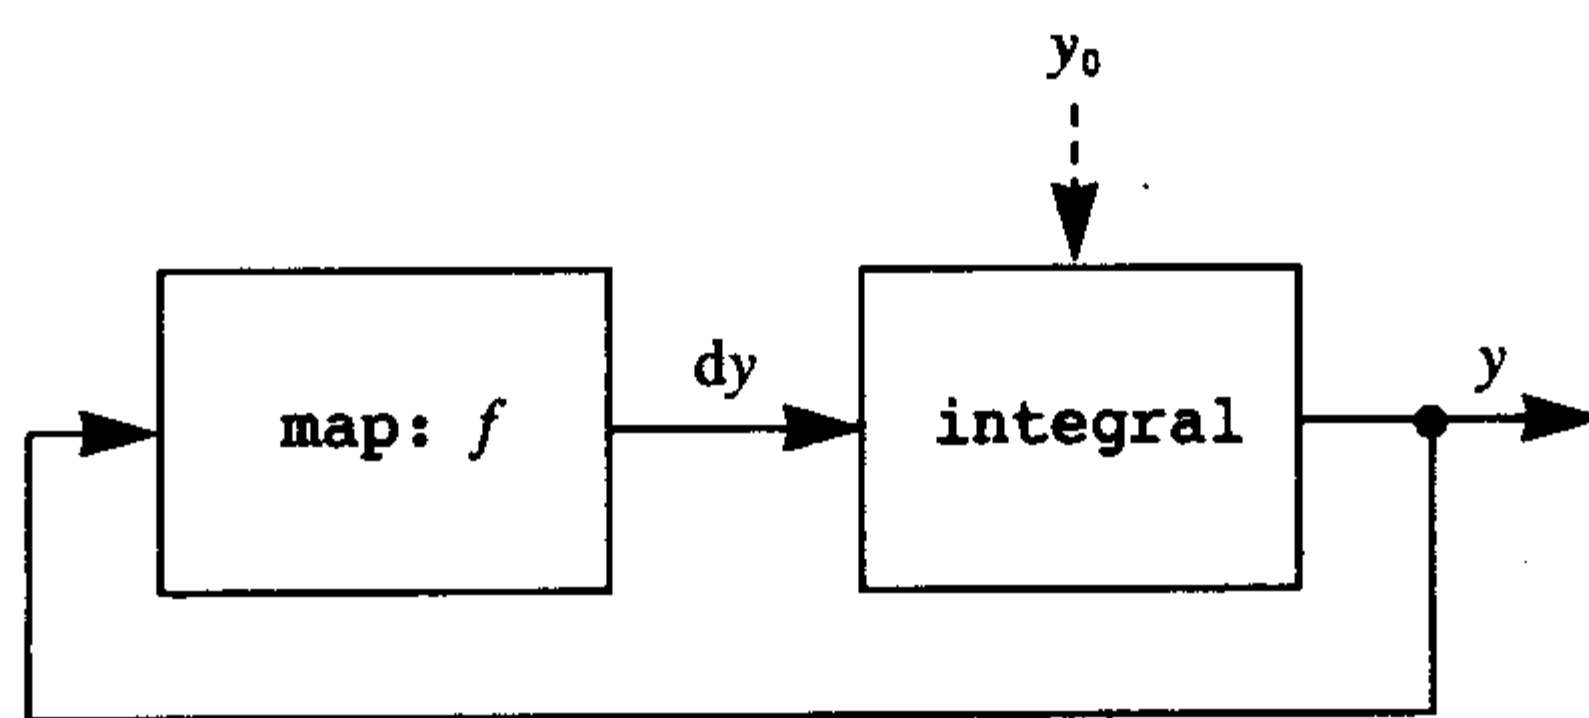 y₀
map: f
dy
integral
y